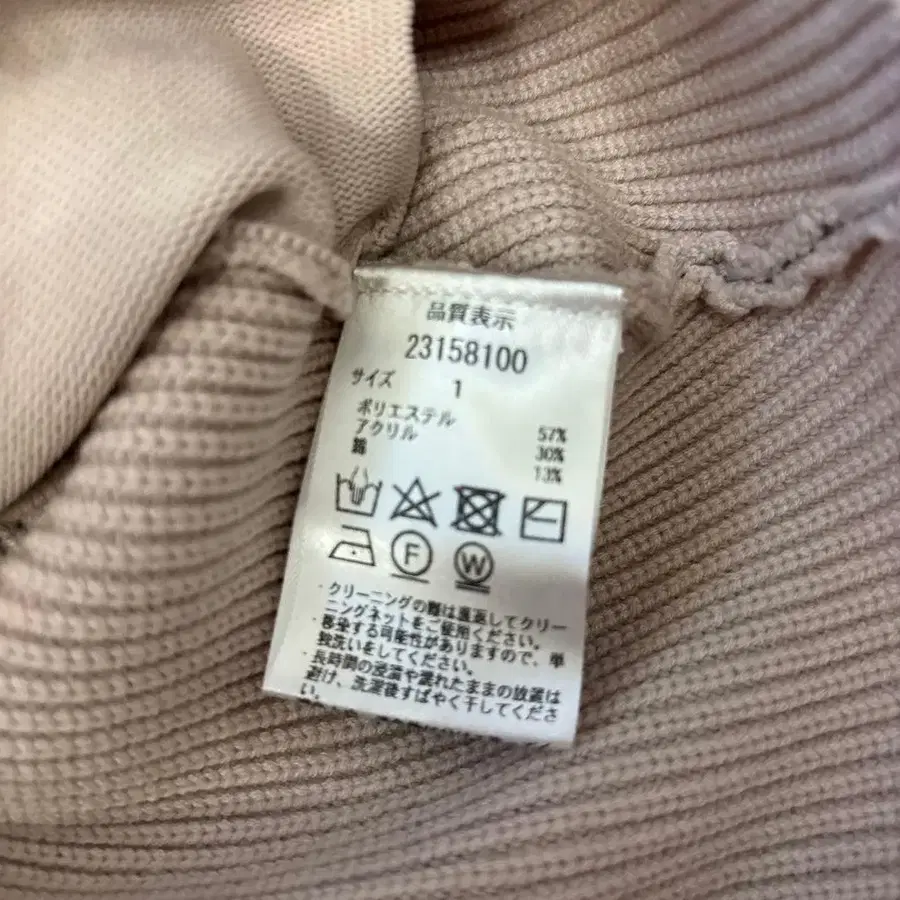 品質表示
23158100
サイズ 1
ポリエステル 57%
アクリル 30%
綿 13%
F W
・クリーニングの際は裏返してクリー
ニングネットをご使用ください。
・移染する可能性がありますので、単
独洗いをしてください。
・長時間の浸漬や濡れたままの放置は
避け、洗濯後すばやく干してくださ
い。